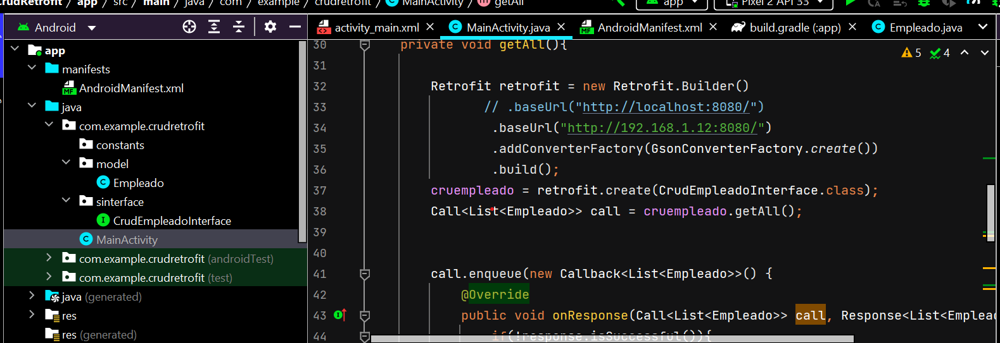 CrudRetrofit / app / src / main / java / com / example / crudretrofit / MainActivity / getAll
app
Pixel 2 API 33
Android
activity_main.xml
MainActivity.java
AndroidManifest.xml
build.gradle (:app)
Empleado.java
app
manifests
AndroidManifest.xml
java
com.example.crudretrofit
constants
model
Empleado
sinterface
CrudEmpleadoInterface
MainActivity
com.example.crudretrofit (androidTest)
com.example.crudretrofit (test)
java (generated)
res
res (generated)
5 4
30 private void getAll(){
31
32 Retrofit retrofit = new Retrofit.Builder()
33 // .baseUrl("http://localhost:8080/")
34 .baseUrl("http://192.168.1.12:8080/")
35 .addConverterFactory(GsonConverterFactory.create())
36 .build();
37 cruempleado = retrofit.create(CrudEmpleadoInterface.class);
38 Call<List<Empleado>> call = cruempleado.getAll();
39
40
41 call.enqueue(new Callback<List<Empleado>>() {
42 @Override
43 public void onResponse(Call<List<Empleado>> call, Response<List<Emplead
44 if(!response.isSuccessful()){